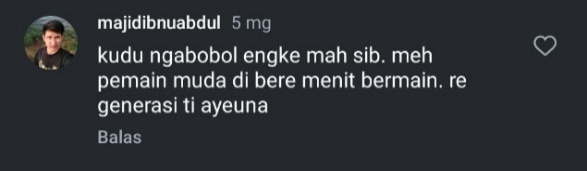 majidibnuabdul 5 mg
kudu ngabobol engke mah sib. meh
pemain muda di bere menit bermain. re
generasi ti ayeuna
Balas